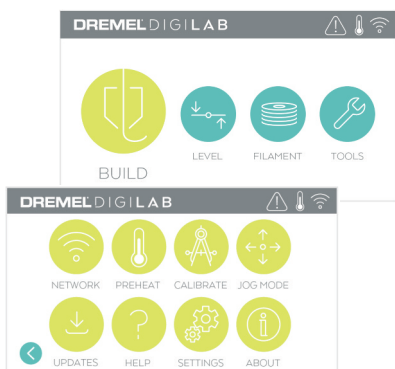 DREMEL DIGILAB
BUILD
LEVEL
FILAMENT
TOOLS
DREMEL DIGILAB
NETWORK PREHEAT CALIBRATE JOG MODE
UPDATES HELP SETTINGS ABOUT